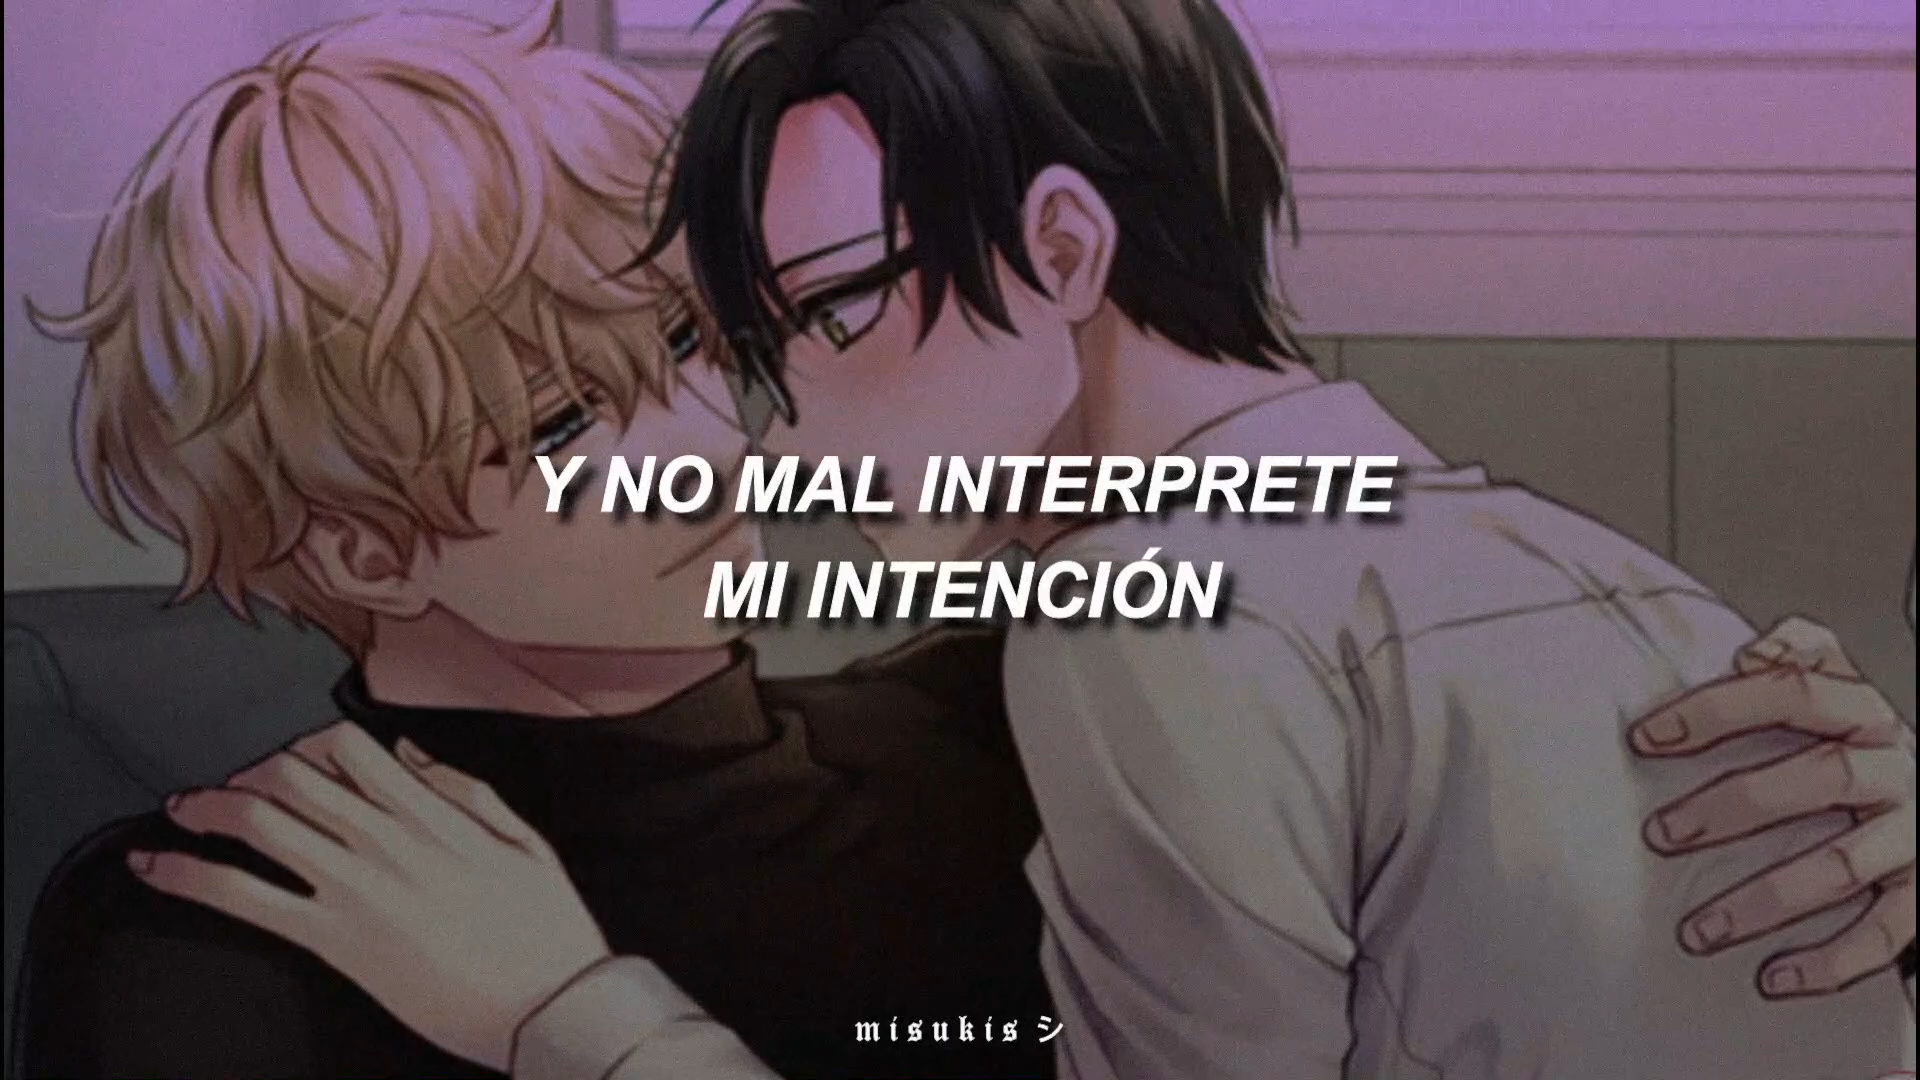 Y NO MAL INTERPRETE
MI INTENCIÓN
misukis シ